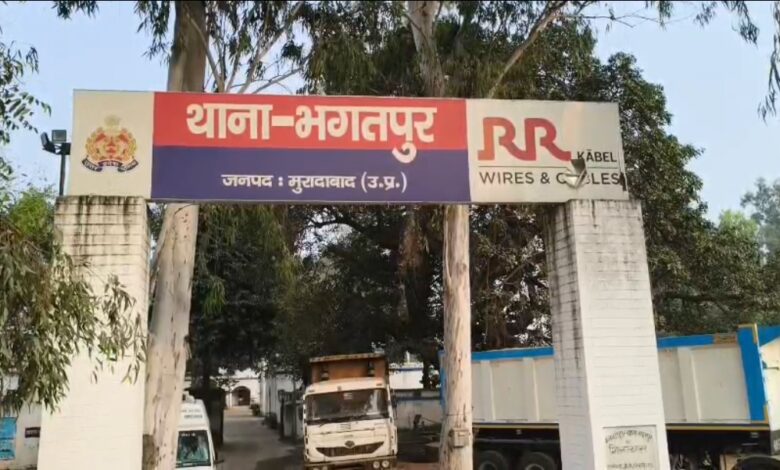 थाना-भगतपुर
जनपद : मुरादाबाद (उ.प्र.)
RR KABEL
WIRES & CABLES